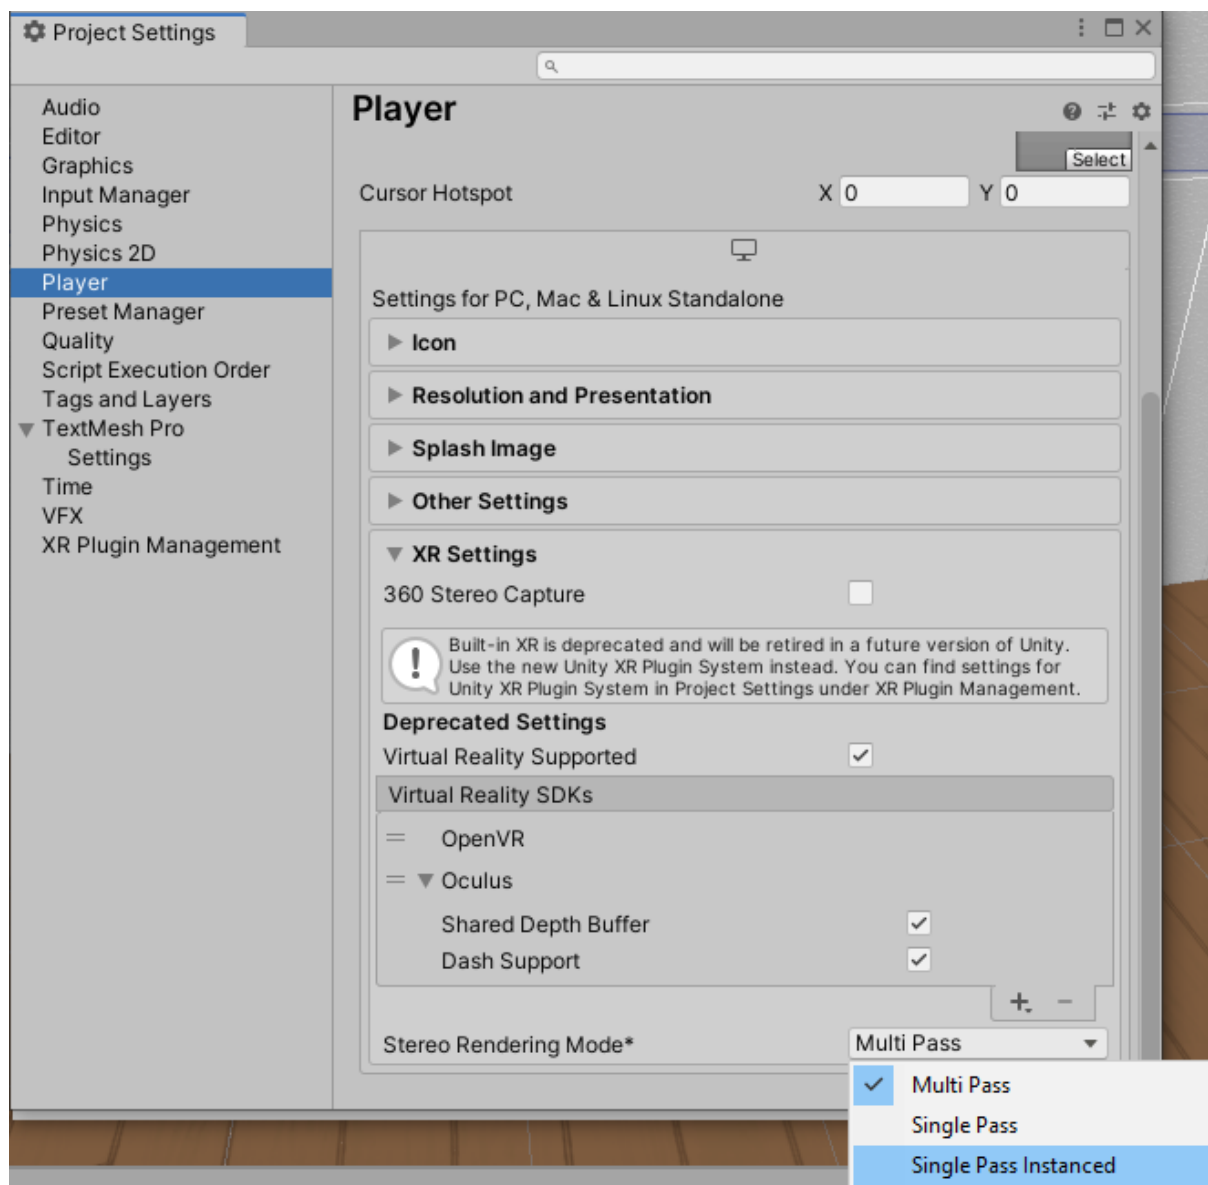 Project Settings
Audio
Editor
Graphics
Input Manager
Physics
Physics 2D
Player
Preset Manager
Quality
Script Execution Order
Tags and Layers
TextMesh Pro
Settings
Time
VFX
XR Plugin Management
Player
Select
Cursor Hotspot X 0 Y 0
Settings for PC, Mac & Linux Standalone
Icon
Resolution and Presentation
Splash Image
Other Settings
XR Settings
360 Stereo Capture
Built-in XR is deprecated and will be retired in a future version of Unity.
Use the new Unity XR Plugin System instead. You can find settings for
Unity XR Plugin System in Project Settings under XR Plugin Management.
Deprecated Settings
Virtual Reality Supported
Virtual Reality SDKs
OpenVR
Oculus
Shared Depth Buffer
Dash Support
Stereo Rendering Mode* Multi Pass
Multi Pass
Single Pass
Single Pass Instanced